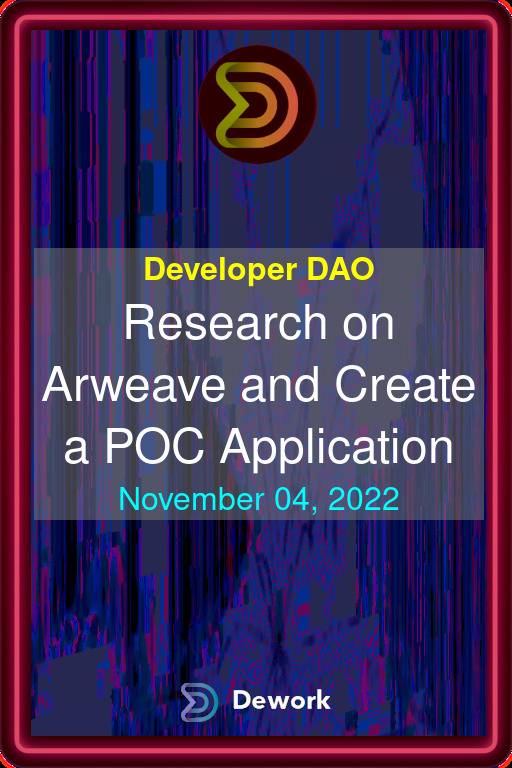 Developer DAO
Research on
Arweave and Create
a POC Application
November 04, 2022
Dework